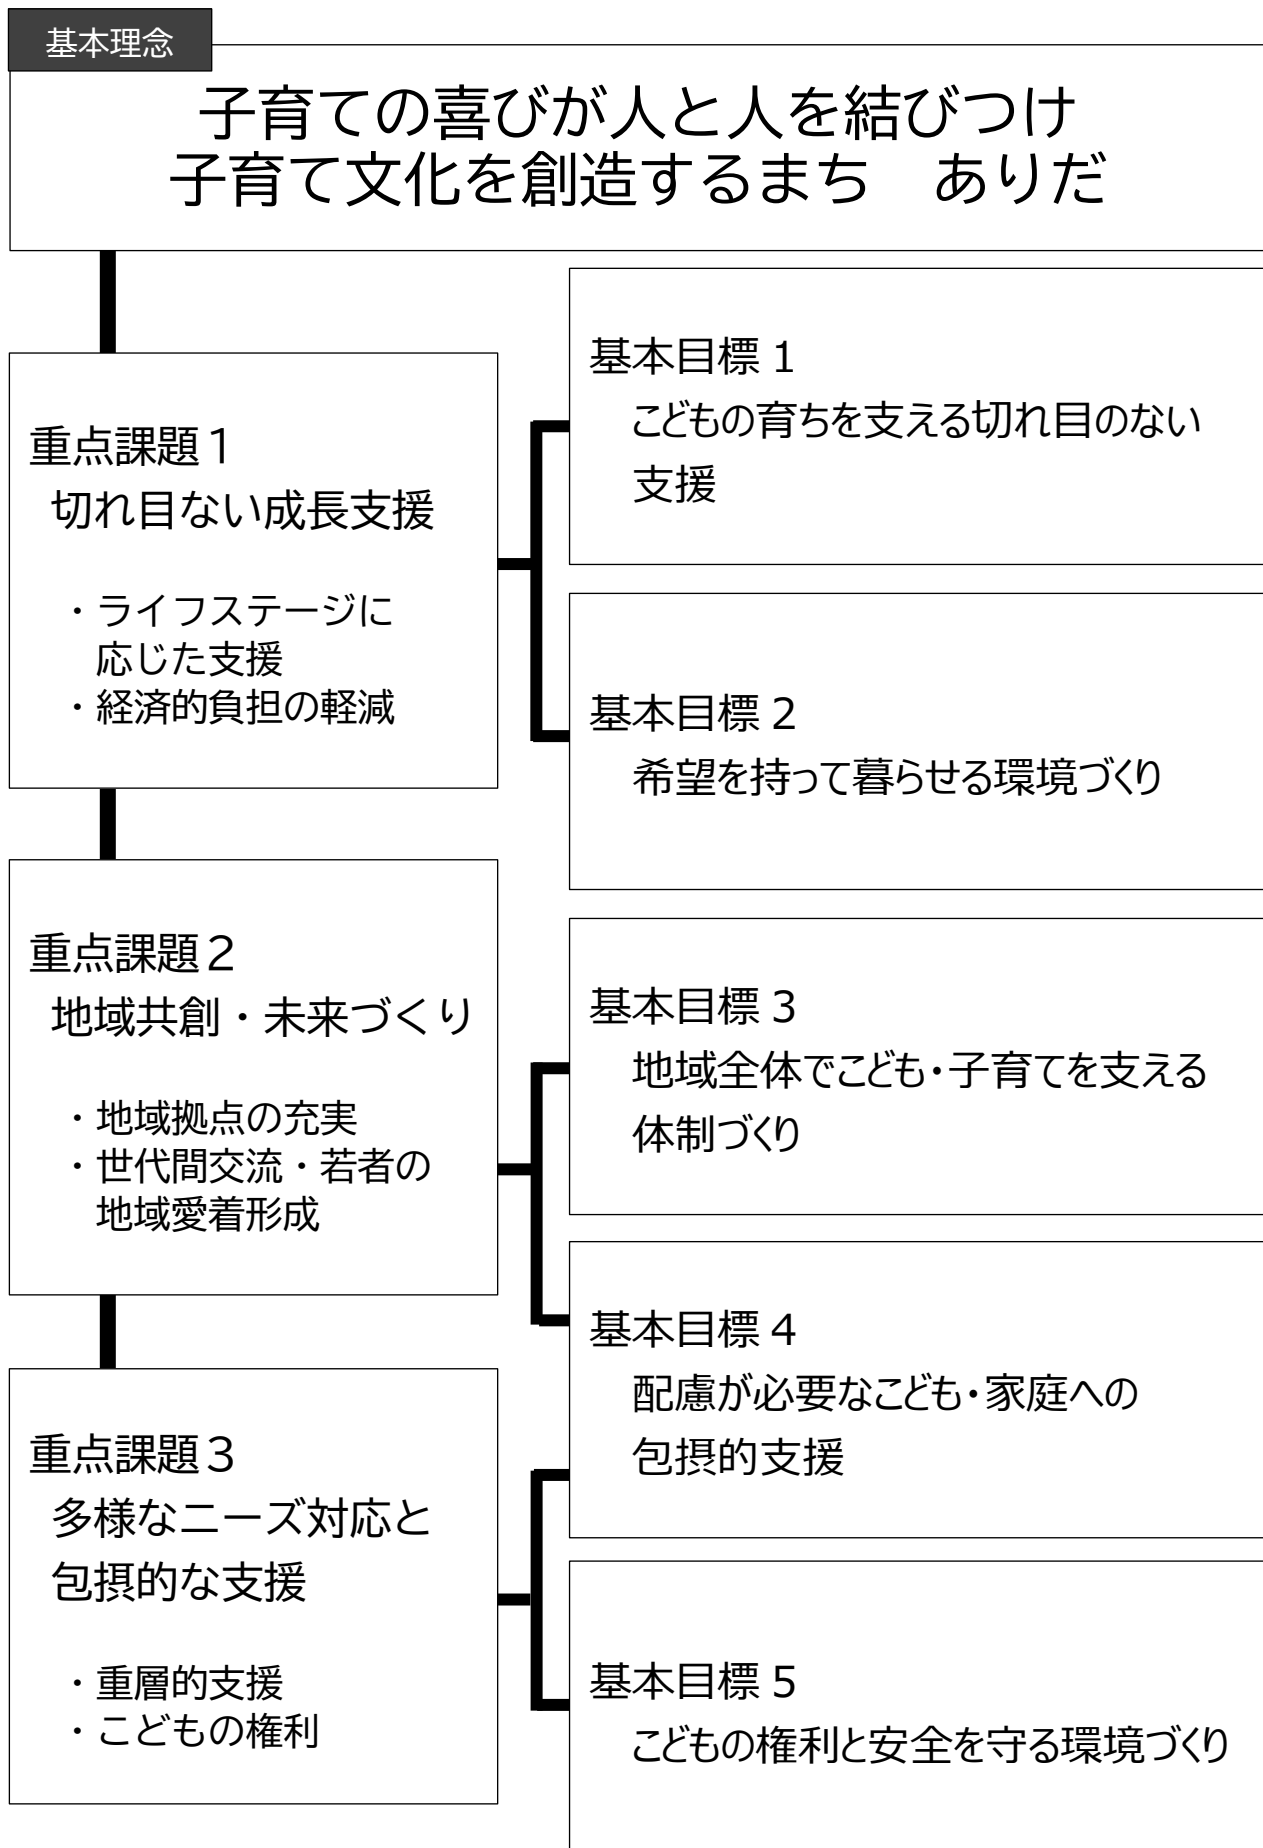 基本理念
子育ての喜びが人と人を結びつけ
子育て文化を創造するまち　ありだ
重点課題１
切れ目ない成長支援
・ライフステージに
応じた支援
・経済的負担の軽減
基本目標１
こどもの育ちを支える切れ目のない
支援
基本目標２
希望を持って暮らせる環境づくり
重点課題２
地域共創・未来づくり
・地域拠点の充実
・世代間交流・若者の
地域愛着形成
基本目標３
地域全体でこども・子育てを支える
体制づくり
基本目標４
配慮が必要なこども・家庭への
包摂的支援
重点課題３
多様なニーズ対応と
包摂的な支援
・重層的支援
・こどもの権利
基本目標５
こどもの権利と安全を守る環境づくり